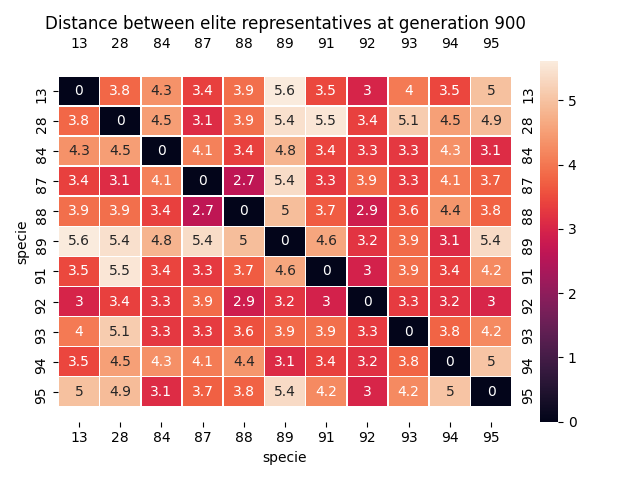 Distance between elite representatives at generation 900
13 28 84 87 88 89 91 92 93 94 95
13 0 3.8 4.3 3.4 3.9 5.6 3.5 3 4 3.5 5 13
28 3.8 0 4.5 3.1 3.9 5.4 5.5 3.4 5.1 4.5 4.9 28
84 4.3 4.5 0 4.1 3.4 4.8 3.4 3.3 3.3 4.3 3.1 84
87 3.4 3.1 4.1 0 2.7 5.4 3.3 3.9 3.3 4.1 3.7 87
88 3.9 3.9 3.4 2.7 0 5 3.7 2.9 3.6 4.4 3.8 88
89 5.6 5.4 4.8 5.4 5 0 4.6 3.2 3.9 3.1 5.4 89
91 3.5 5.5 3.4 3.3 3.7 4.6 0 3 3.9 3.4 4.2 91
92 3 3.4 3.3 3.9 2.9 3.2 3 0 3.3 3.2 3 92
93 4 5.1 3.3 3.3 3.6 3.9 3.9 3.3 0 3.8 4.2 93
94 3.5 4.5 4.3 4.1 4.4 3.1 3.4 3.2 3.8 0 5 94
95 5 4.9 3.1 3.7 3.8 5.4 4.2 3 4.2 5 0 95
13 28 84 87 88 89 91 92 93 94 95
specie
specie
5
4
3
2
1
0